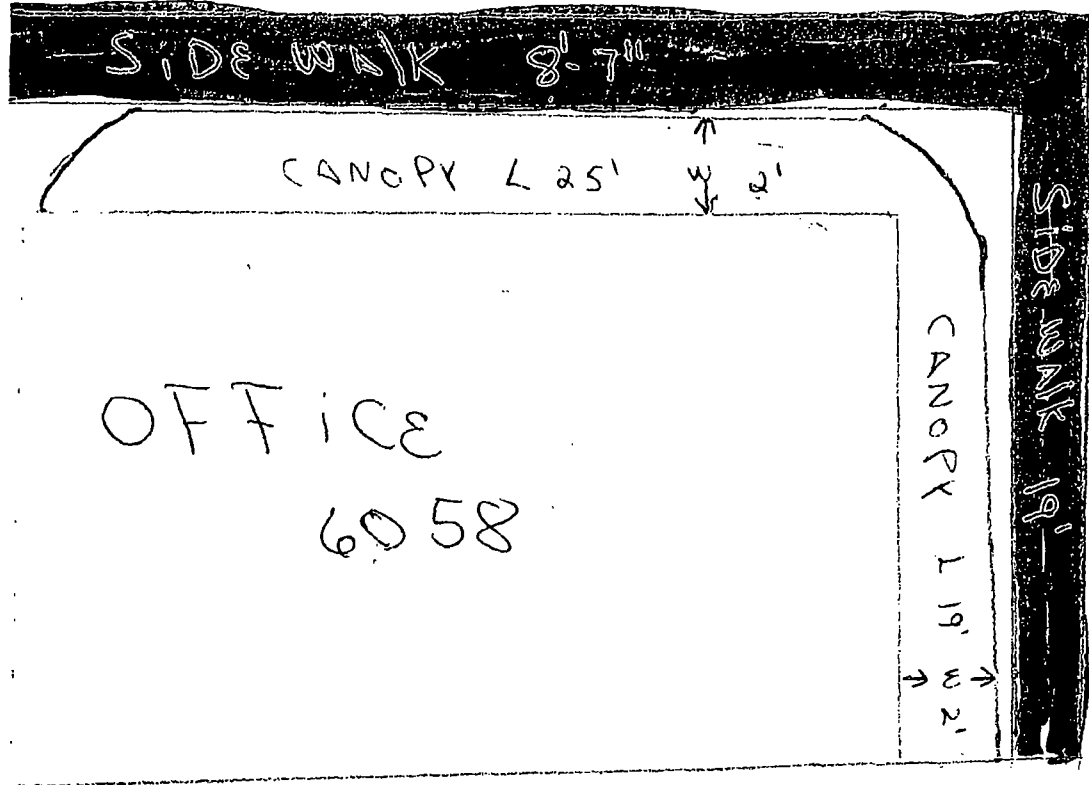 SiDE WAlK 8'-7"
CANOPY L 25' W 2'
OFFiCE
6058
CANOPY L 19' W 2'
SiDE WAlK 19'